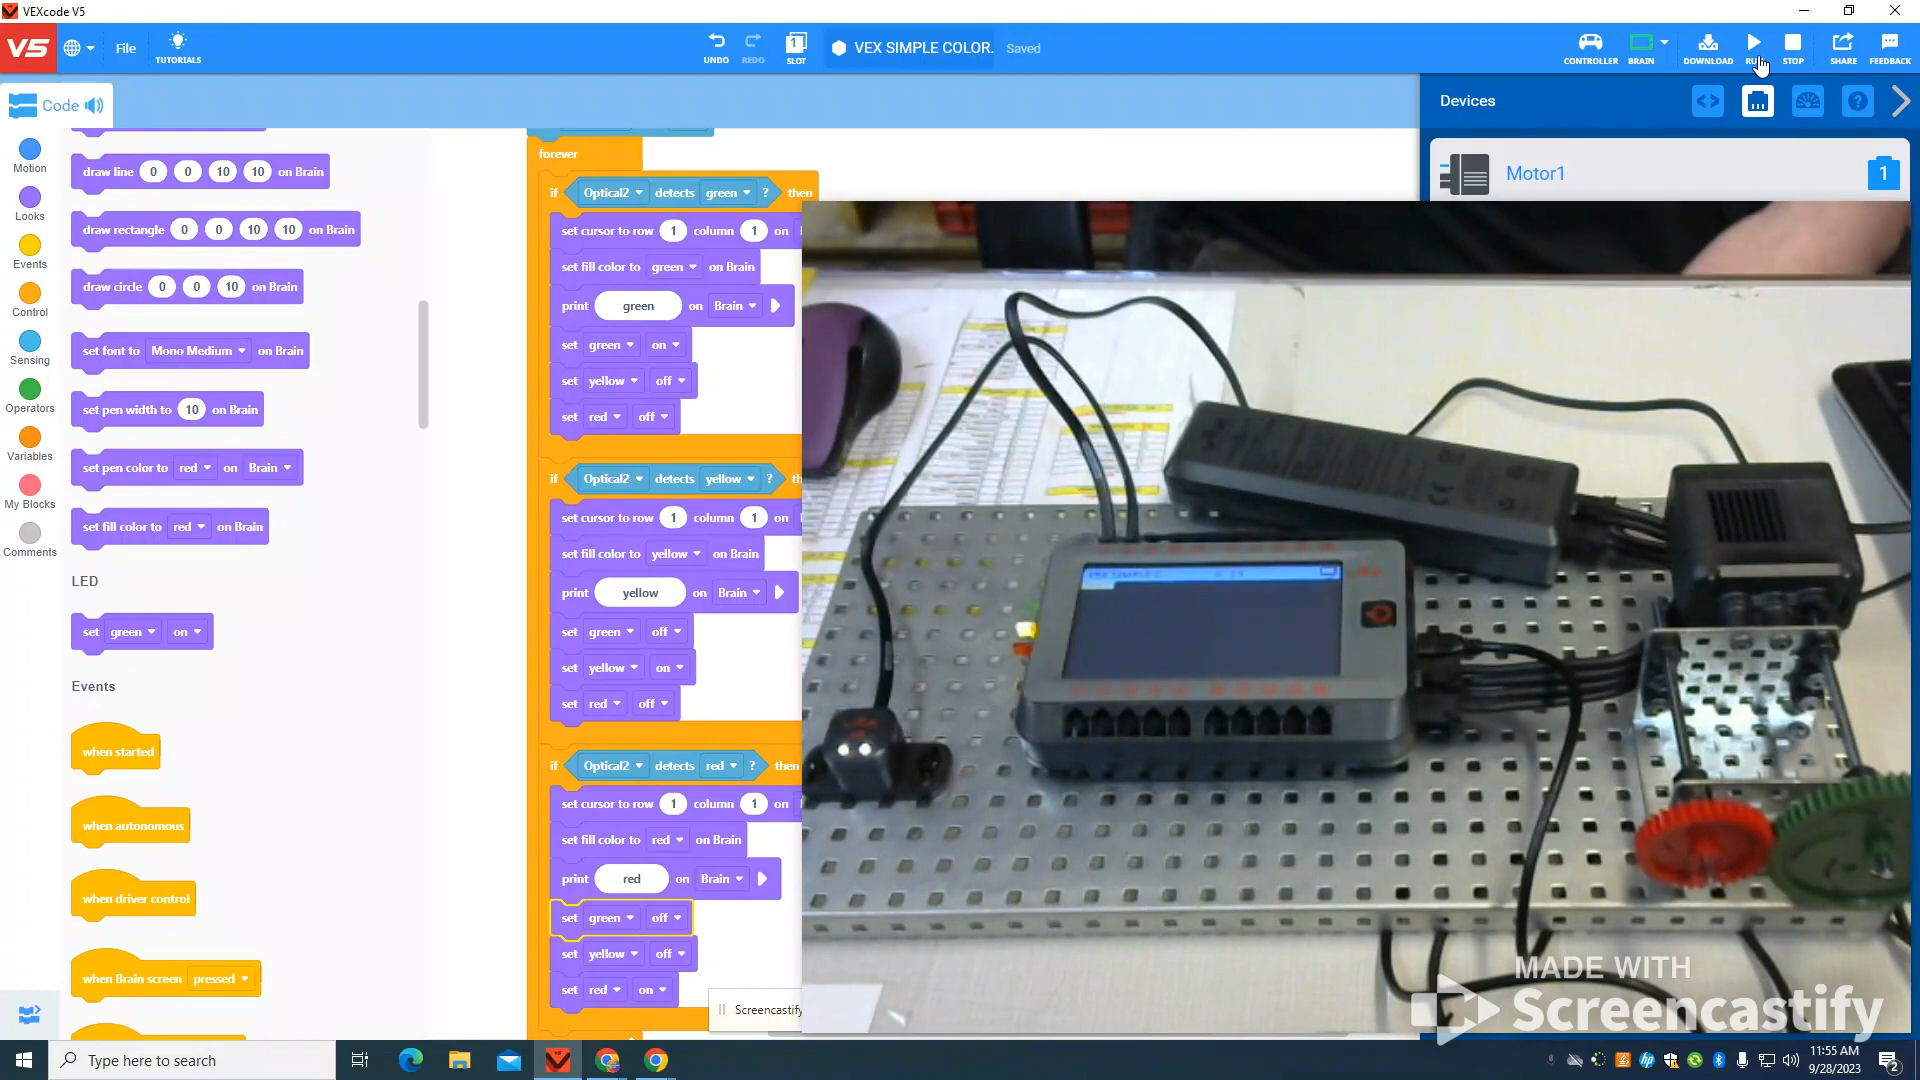 VEXcode V5
V5
File
TUTORIALS
UNDO
REDO
1
SLOT
VEX SIMPLE COLOR.
Saved
CONTROLLER
BRAIN
DOWNLOAD
STOP
SHARE
FEEDBACK
Code
Devices
Motor1
1
Motion
Looks
Events
Control
Sensing
Operators
Variables
My Blocks
Comments
draw line 0 0 10 10 on Brain
draw rectangle 0 0 10 10 on Brain
draw circle 0 0 10 on Brain
set font to Mono Medium on Brain
set pen width to 10 on Brain
set pen color to red on Brain
set fill color to red on Brain
LED
set green on
Events
when started
when autonomous
when driver control
when Brain screen pressed
forever
if Optical2 detects green ? then
set cursor to row 1 column 1 on
set fill color to green on Brain
print green on Brain
set green on
set yellow off
set red off
if Optical2 detects yellow ?
set cursor to row 1 column 1 on
set fill color to yellow on Brain
print yellow on Brain
set green off
set yellow on
set red off
if Optical2 detects red ? then
set cursor to row 1 column 1 on
set fill color to red on Brain
print red on Brain
set green off
set yellow off
set red on
Screencastify
MADE WITH
Screencastify
Type here to search
11:55 AM
9/28/2023
2